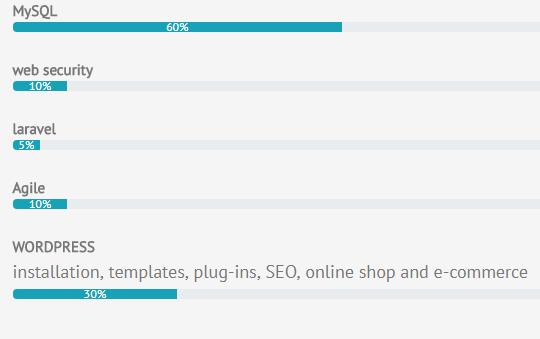 MySQL
60%
web security
10%
laravel
5%
Agile
10%
WORDPRESS
installation, templates, plug-ins, SEO, online shop and e-commerce
30%